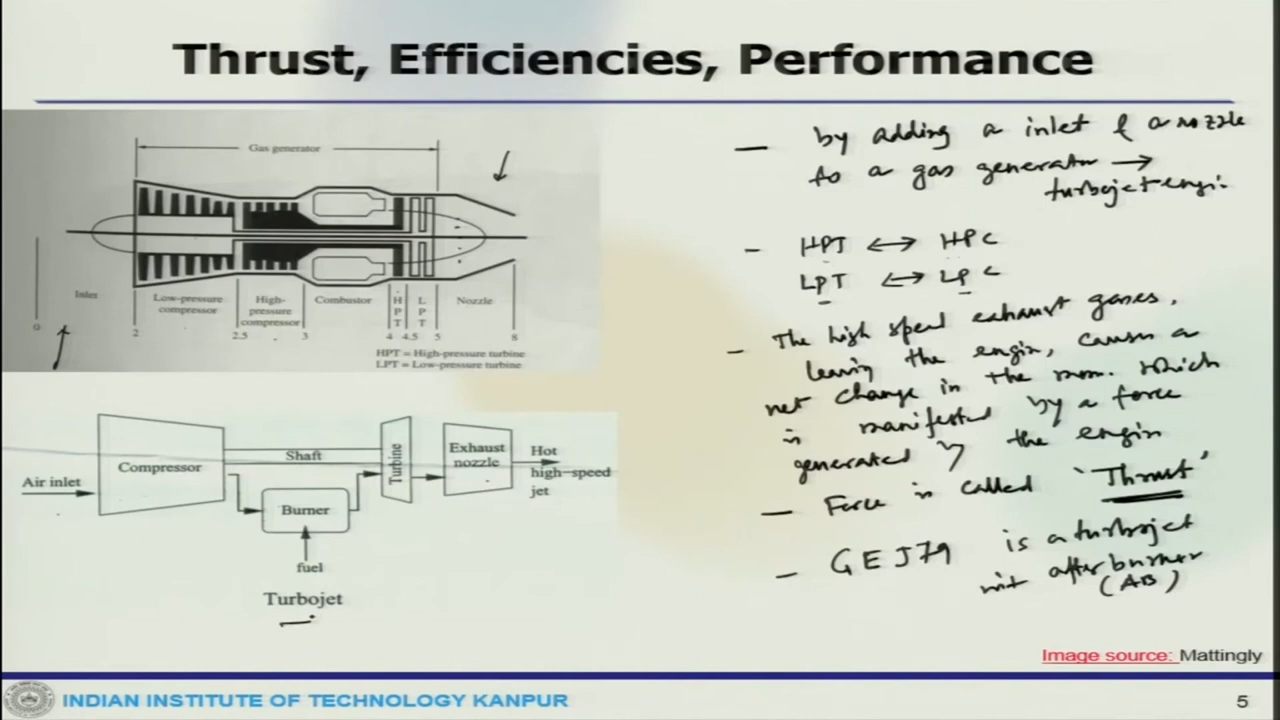 Thrust, Efficiencies, Performance
Gas generator
Inlet
Low-pressure
compressor
High-
pressure
compressor
Combustor
H
P
T
L
P
T
Nozzle
0
2
2.5
3
4
4.5
5
8
HPT = High-pressure turbine
LPT = Low-pressure turbine
Compressor
Shaft
Turbine
Exhaust
nozzle
Hot
high-speed
jet
Air inlet
Burner
fuel
Turbojet
— by adding a inlet & a nozzle
to a gas generator →
turbojet engi.
- HPT ↔ HPC
LPT ↔ LPC
- The high speed exhaust gases,
leaving the engin, causes a
net change in the mom. which
is manifested by a force
generated by the engin
— Force is called 'Thrust'
- GE J79 is a turbojet
wit afterburner
(AB)
Image source: Mattingly
INDIAN INSTITUTE OF TECHNOLOGY KANPUR
5